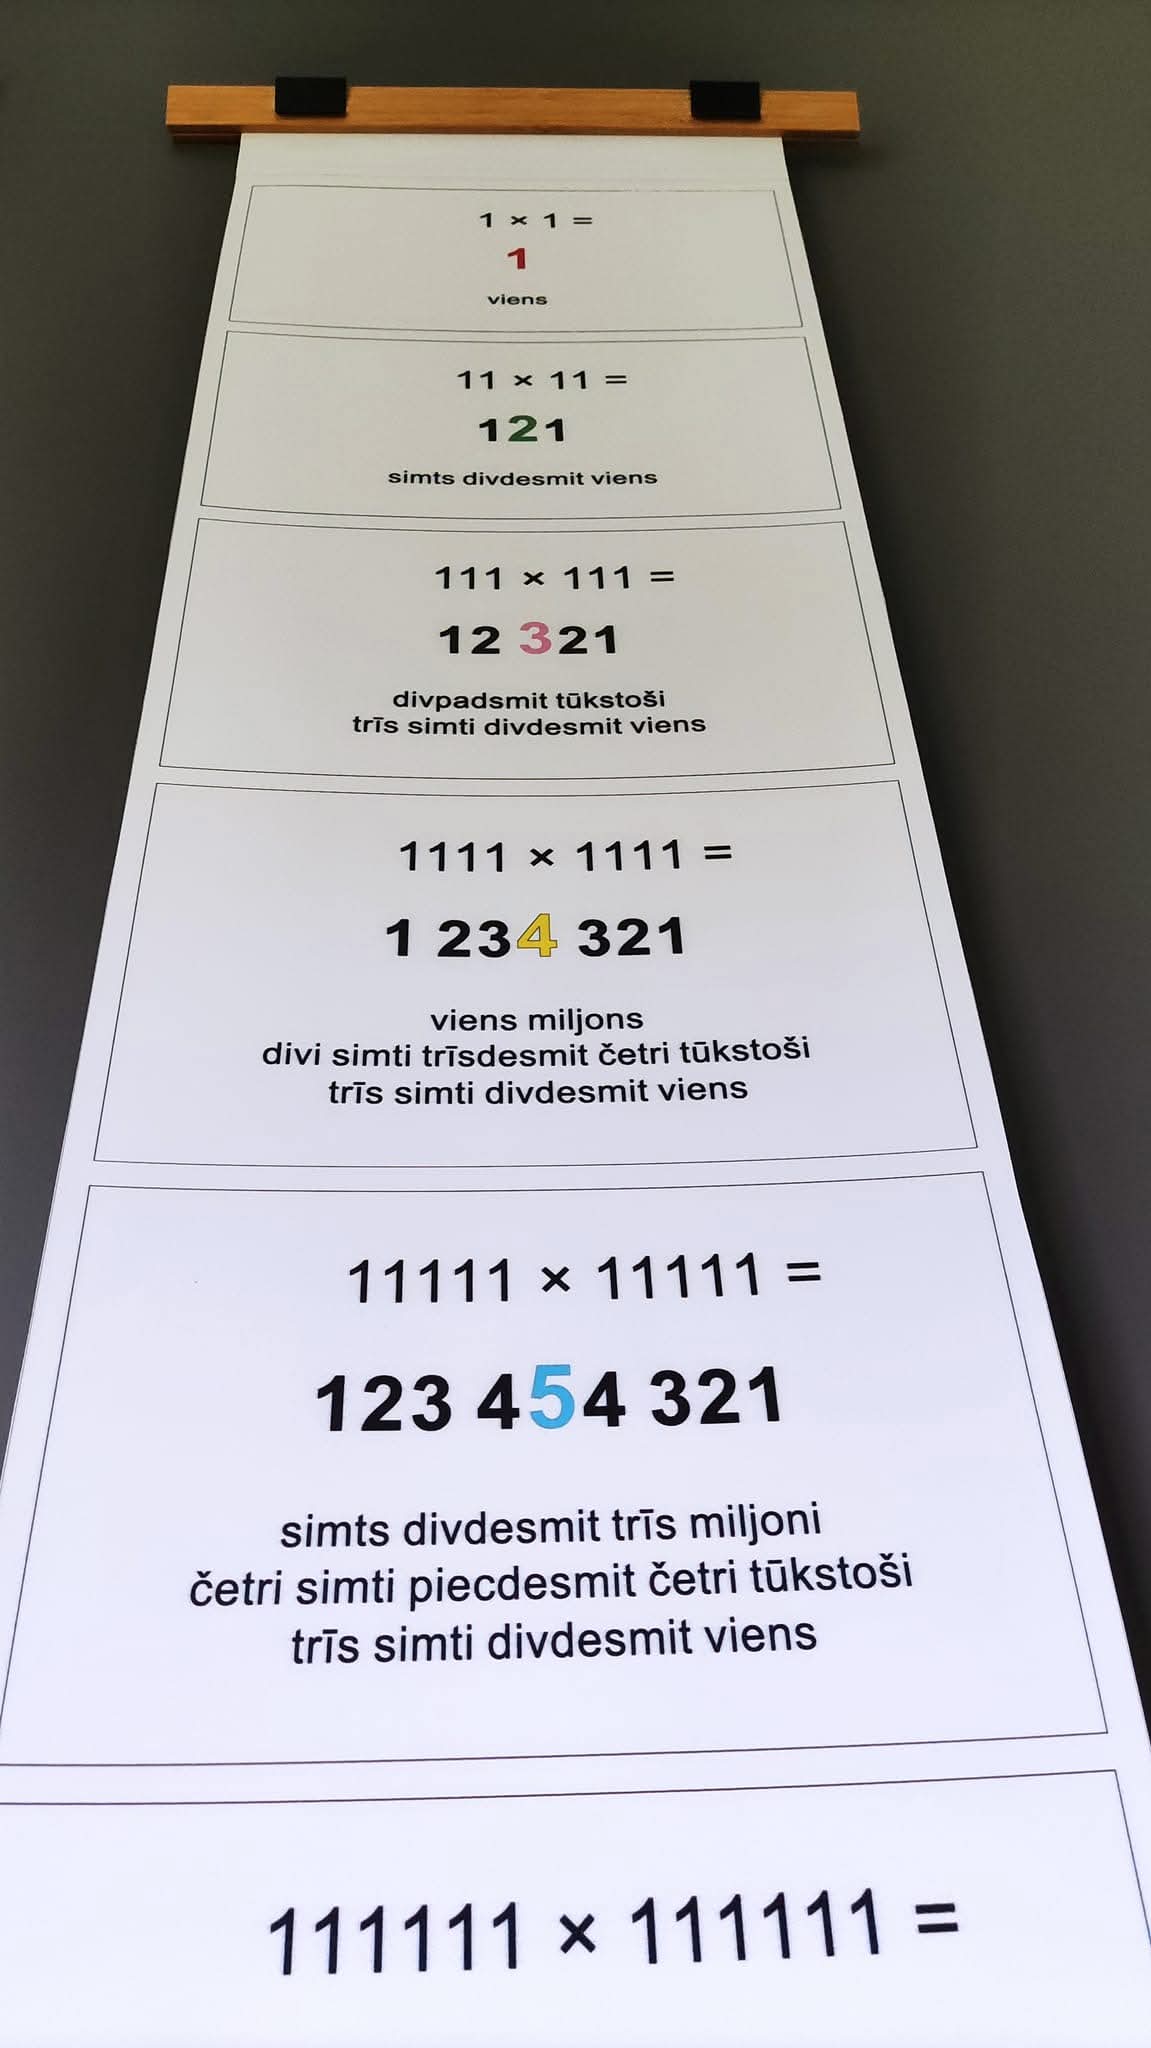 1 × 1 =
1
viens
11 × 11 =
121
simts divdesmit viens
111 × 111 =
12 321
divpadsmit tūkstoši
trīs simti divdesmit viens
1111 × 1111 =
1 234 321
viens miljons
divi simti trīsdesmit četri tūkstoši
trīs simti divdesmit viens
11111 × 11111 =
123 454 321
simts divdesmit trīs miljoni
četri simti piecdesmit četri tūkstoši
trīs simti divdesmit viens
111111 × 111111 =